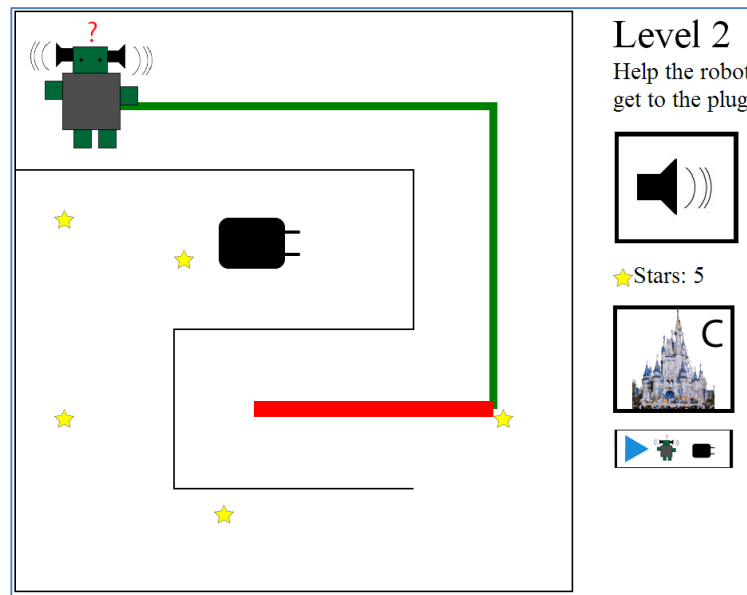 ?
Level 2
Help the robot
get to the plug
Stars: 5
C